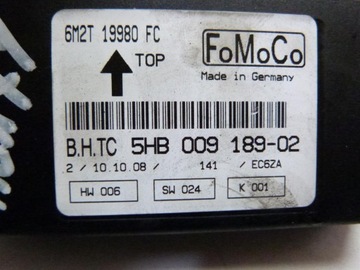 6M2T 19980 FC
TOP
FoMoCo
Made in Germany
B.H.TC 5HB 009 189-02
2 / 10.10.08 / 141 / EC6ZA
HW 006 SW 024 K 001